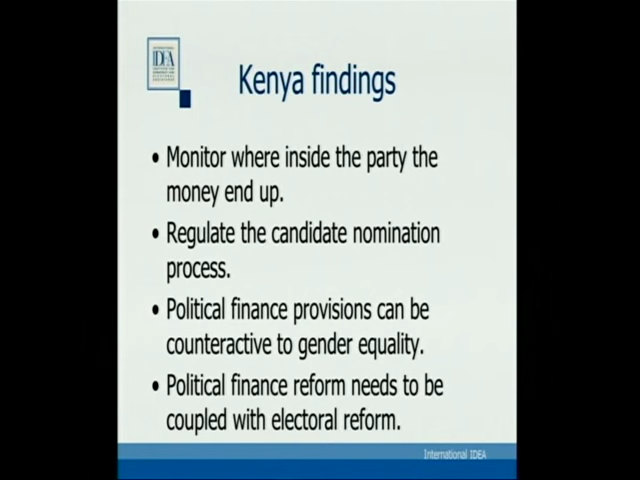 IDEA
Kenya findings
• Monitor where inside the party the
money end up.
• Regulate the candidate nomination
process.
• Political finance provisions can be
counteractive to gender equality.
• Political finance reform needs to be
coupled with electoral reform.
International IDEA